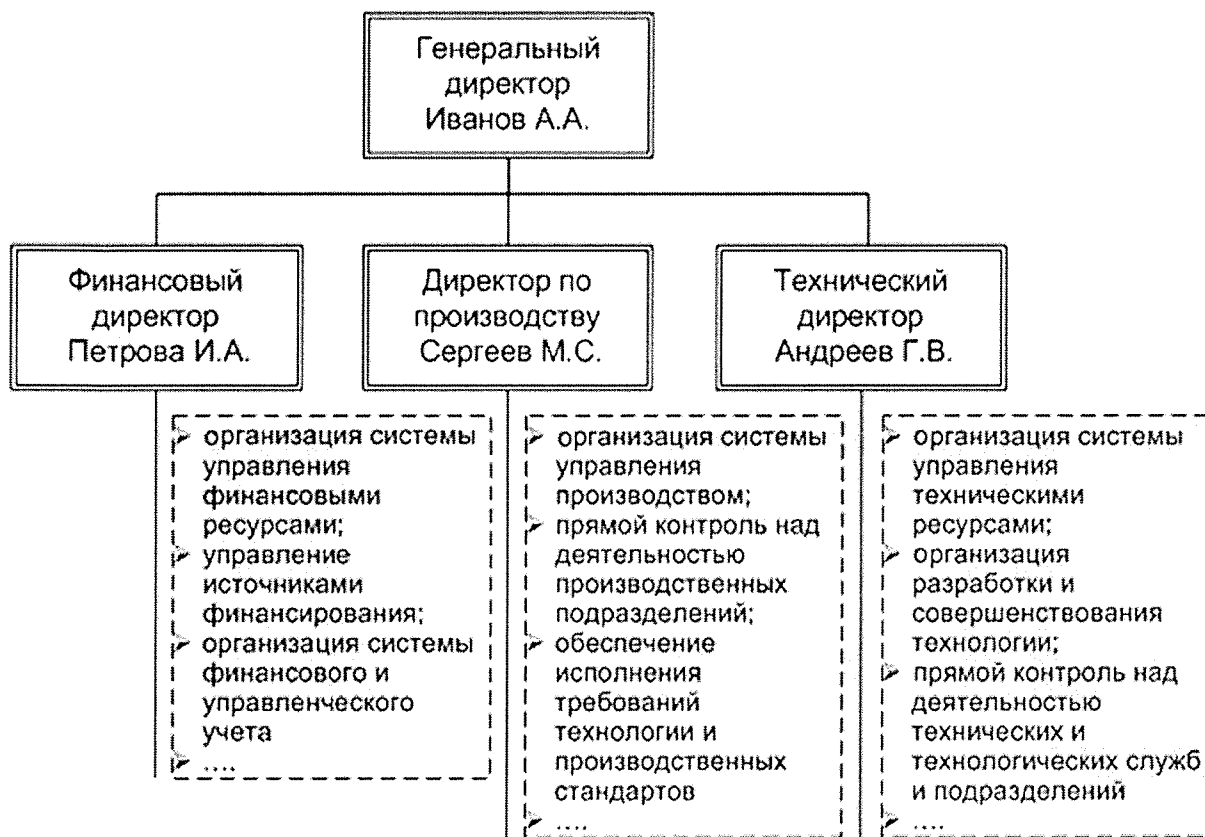 Генеральный
директор
Иванов А.А.
Финансовый
директор
Петрова И.А.
Директор по
производству
Сергеев М.С.
Технический
директор
Андреев Г.В.
организация системы
управления
финансовыми
ресурсами;
управление
источниками
финансирования;
организация системы
финансового и
управленческого
учета
....
организация системы
управления
производством;
прямой контроль над
деятельностью
производственных
подразделений;
обеспечение
исполнения
требований
технологии и
производственных
стандартов
....
организация системы
управления
техническими
ресурсами;
организация
разработки и
совершенствования
технологии;
прямой контроль над
деятельностью
технических и
технологических служб
и подразделений
....